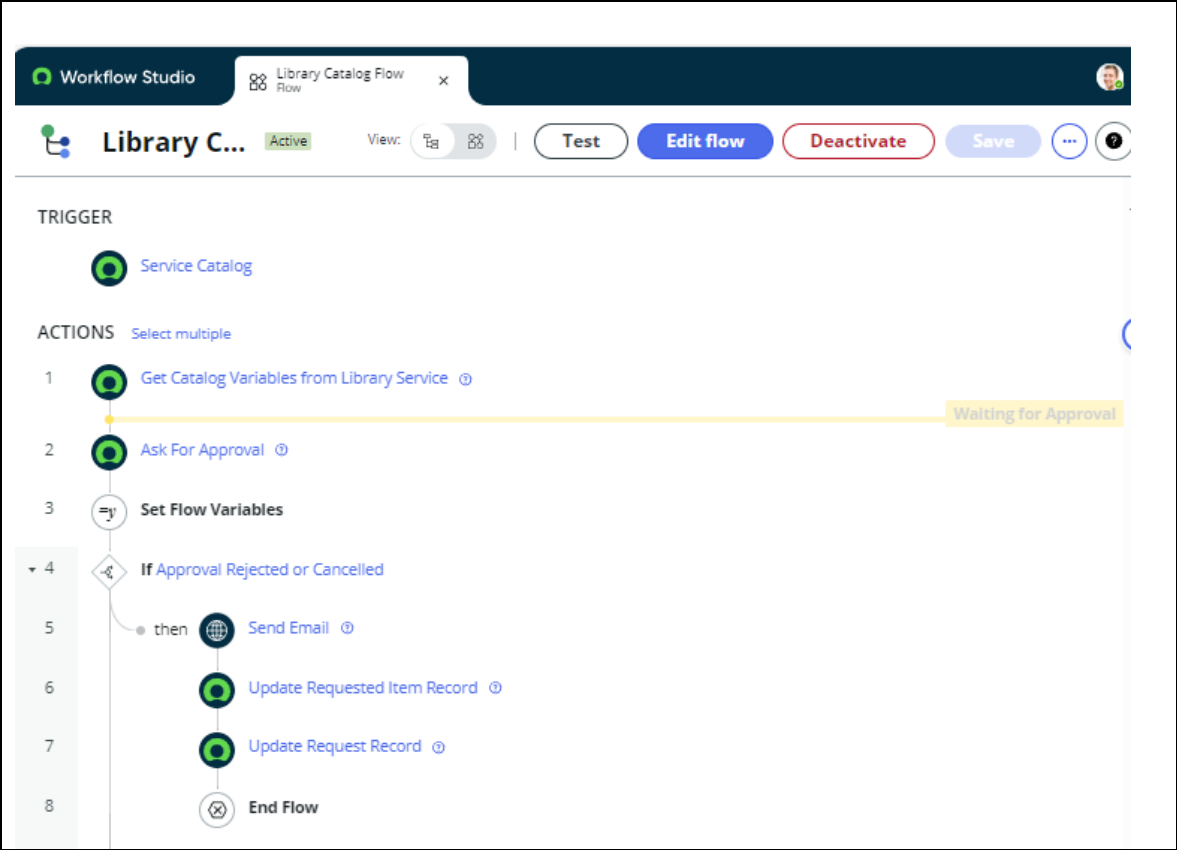 Workflow Studio
Library Catalog Flow
Flow
Library C...
Active
View:
Test
Edit flow
Deactivate
Save
TRIGGER
Service Catalog
ACTIONS
Select multiple
1
Get Catalog Variables from Library Service
Waiting for Approval
2
Ask For Approval
3
=y
Set Flow Variables
4
If Approval Rejected or Cancelled
5
then
Send Email
6
Update Requested Item Record
7
Update Request Record
8
End Flow